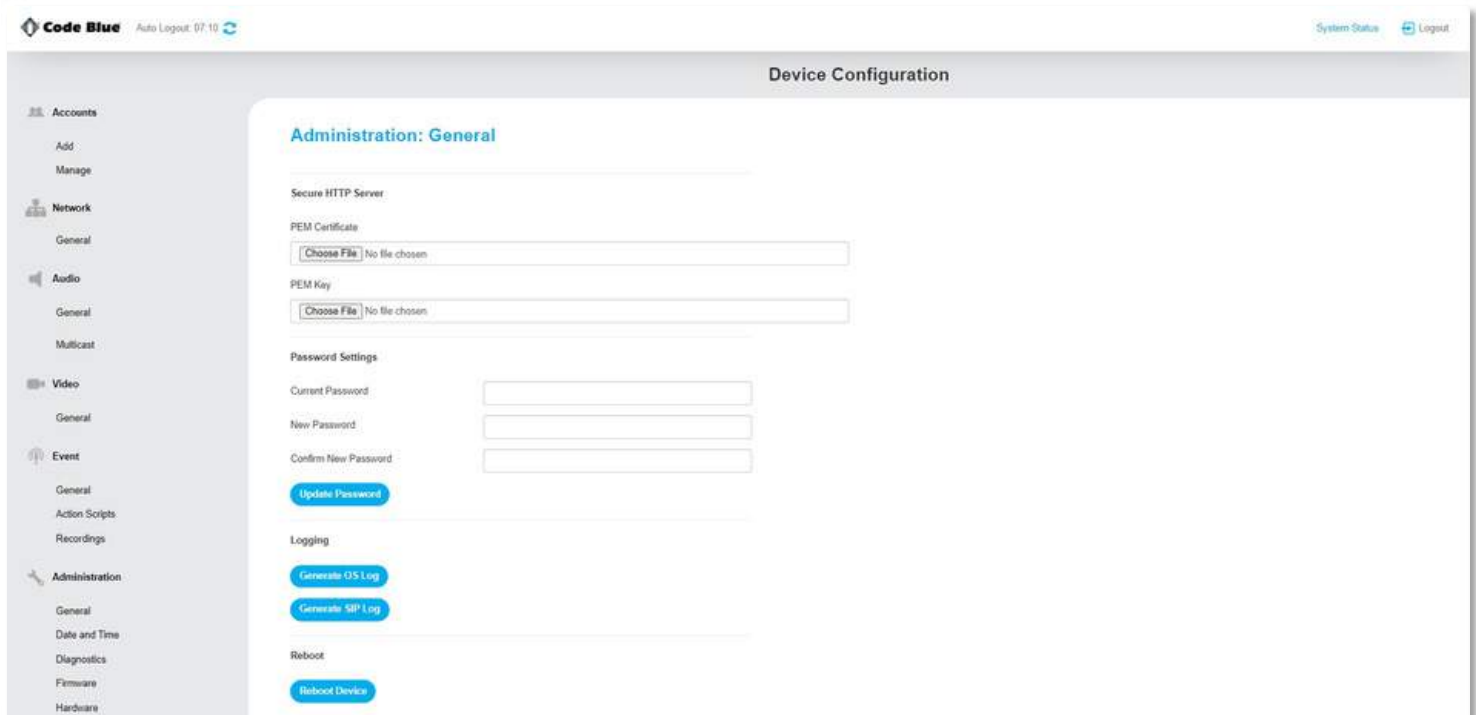 Code Blue Auto Logout: 07:10 System Status Logout
Device Configuration
Accounts
Add
Manage
Network
General
Audio
General
Multicast
Video
General
Event
General
Action Scripts
Recordings
Administration
General
Date and Time
Diagnostics
Firmware
Hardware
Administration: General
Secure HTTP Server
PEM Certificate
Choose File No file chosen
PEM Key
Choose File No file chosen
Password Settings
Current Password
New Password
Confirm New Password
Update Password
Logging
Generate OS Log
Generate SIP Log
Reboot
Reboot Device